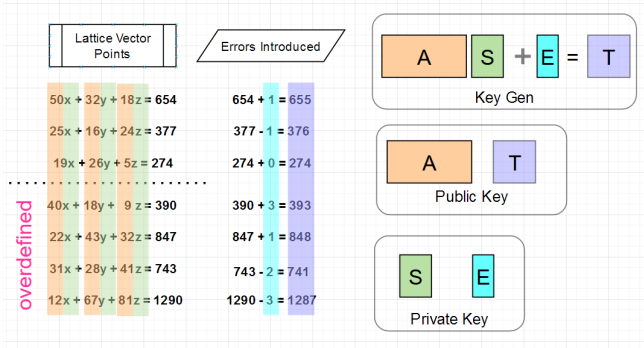 Lattice Vector
Points
Errors Introduced
50x + 32y + 18z = 654
654 + 1 = 655
25x + 16y + 24z = 377
377 - 1 = 376
19x + 26y + 5z = 274
274 + 0 = 274
overdefined
40x + 18y + 9 z = 390
390 + 3 = 393
22x + 43y + 32z = 847
847 + 1 = 848
31x + 28y + 41z = 743
743 - 2 = 741
12x + 67y + 81z = 1290
1290 - 3 = 1287
A S + E = T
Key Gen
A T
Public Key
S E
Private Key